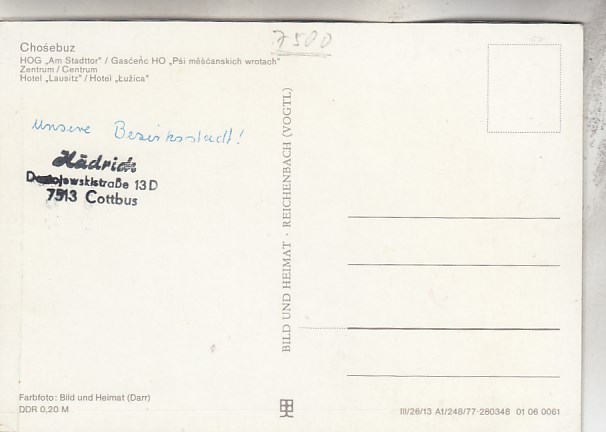 7500
Chośebuz
HOG „Am Stadttor" / Gasćeńc HO „Pśi měšćanskich wrotach"
Zentrum / Centrum
Hotel „Lausitz" / Hotel „Łužica"
Unsere Bezirksstadt!
Hädrich
Dostojewskistraße 13 D
7513 Cottbus
BILD UND HEIMAT · REICHENBACH (VOGTL)
Farbfoto: Bild und Heimat (Darr)
DDR 0,20 M
III/26/13 A1/248/77 280348 01 06 0061